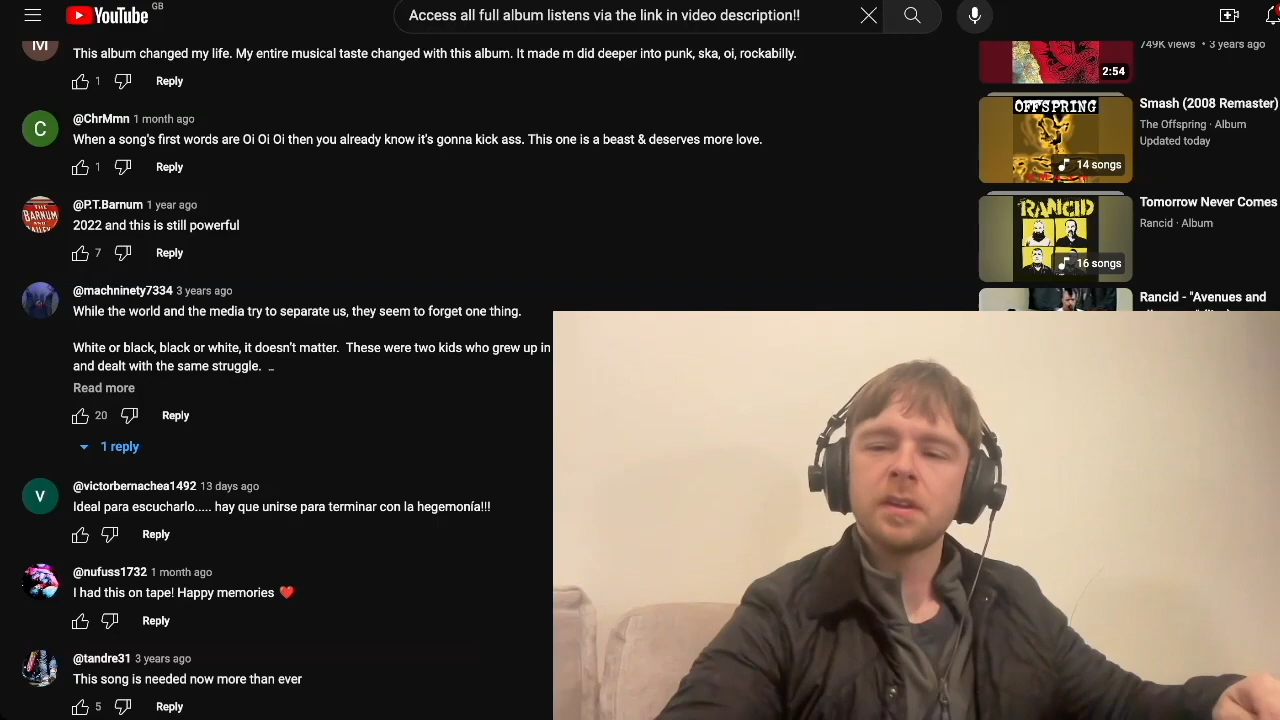 YouTube GB
Access all full album listens via the link in video description!!
M
This album changed my life. My entire musical taste changed with this album. It made m did deeper into punk, ska, oi, rockabilly.
1 Reply
C
@ChrMmn 1 month ago
When a song's first words are Oi Oi Oi then you already know it's gonna kick ass. This one is a beast & deserves more love.
1 Reply
THE BARNUM AND BAILEY
@P.T.Barnum 1 year ago
2022 and this is still powerful
7 Reply
@machninety7334 3 years ago
While the world and the media try to separate us, they seem to forget one thing.
White or black, black or white, it doesn't matter. These were two kids who grew up in
and dealt with the same struggle. ...
Read more
20 Reply
1 reply
V
@victorbernachea1492 13 days ago
Ideal para escucharlo..... hay que unirse para terminar con la hegemonía!!!
Reply
@nufuss1732 1 month ago
I had this on tape! Happy memories ❤️
Reply
@tandre31 3 years ago
This song is needed now more than ever
5 Reply
749K views • 3 years ago
2:54
OFFSPRING
14 songs
Smash (2008 Remaster)
The Offspring · Album
Updated today
RANCID
16 songs
Tomorrow Never Comes
Rancid · Album
Rancid - "Avenues and